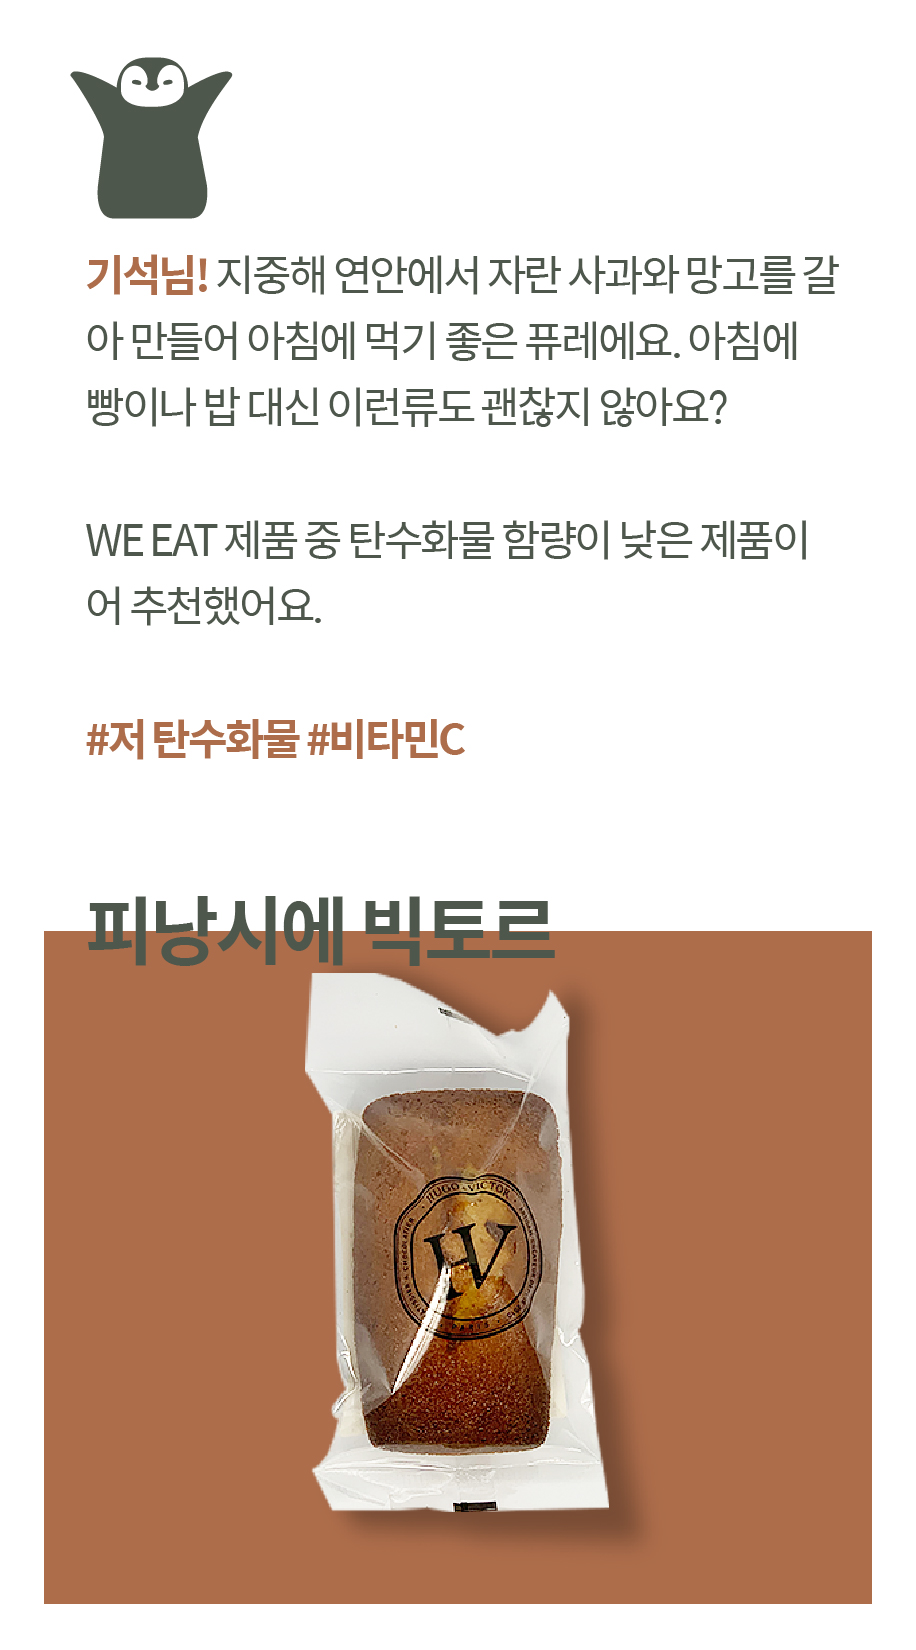 기석님! 지중해 연안에서 자란 사과와 망고를 갈
아 만들어 아침에 먹기 좋은 퓨레에요. 아침에
빵이나 밥 대신 이런류도 괜찮지 않아요?
WE EAT 제품 중 탄수화물 함량이 낮은 제품이
어 추천했어요.
#저 탄수화물 #비타민C
피낭시에 빅토르
HUGO & VICTOR
HV
PARIS